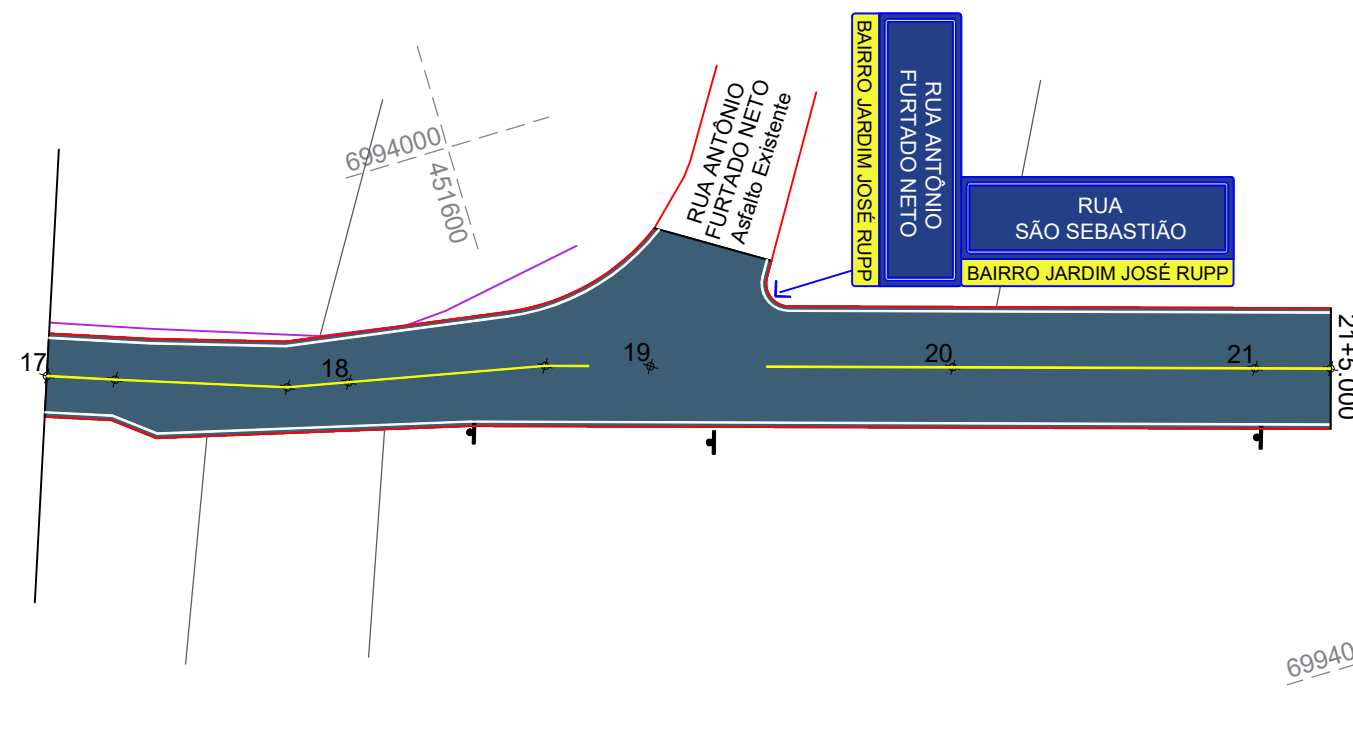 6994000
451600
RUA ANTÔNIO
FURTADO NETO
Asfalto Existente
RUA ANTÔNIO
FURTADO NETO
BAIRRO JARDIM JOSÉ RUPP
RUA
SÃO SEBASTIÃO
BAIRRO JARDIM JOSÉ RUPP
17
18
19
20
21
21+5.000
69940